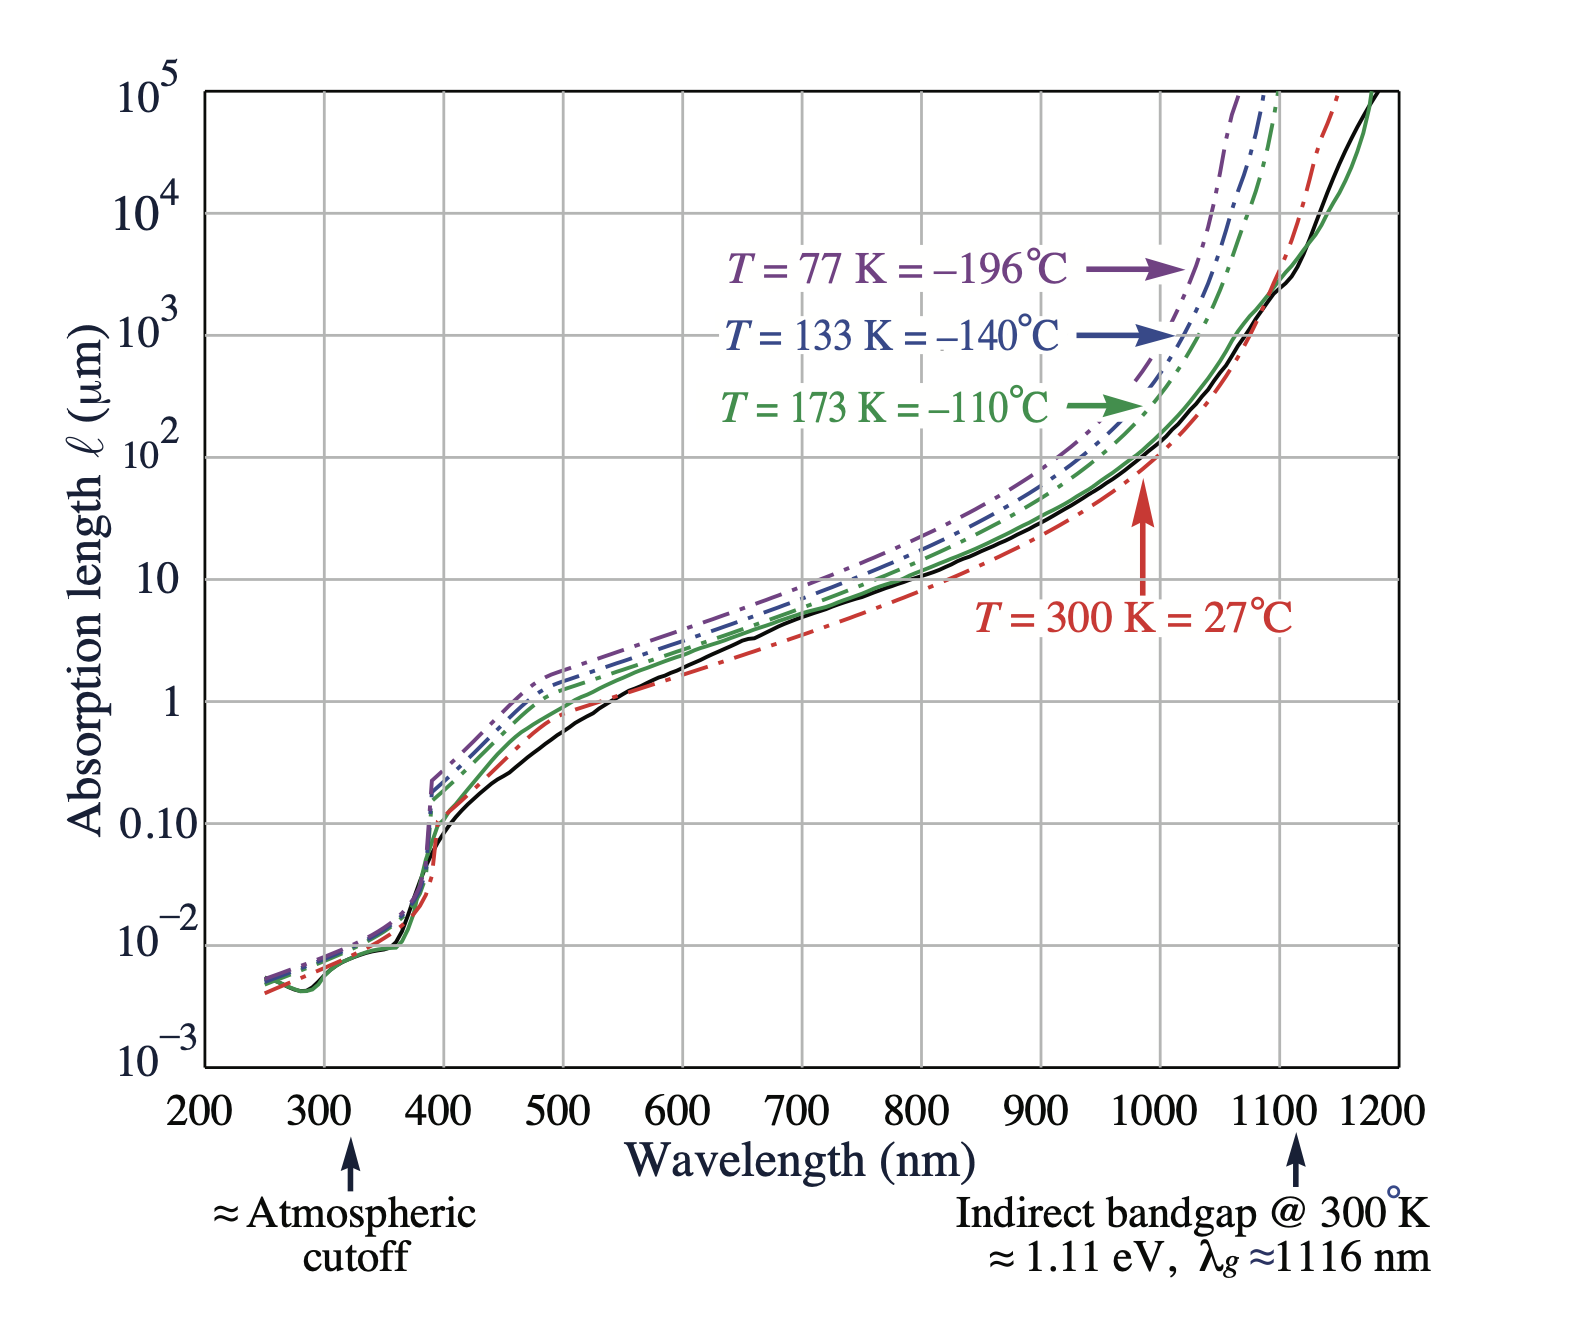 10^5
10^4
10^3
10^2
10
1
0.10
10^−2
10^−3
Absorption length ℓ (μm)
T = 77 K = –196°C
T = 133 K = –140°C
T = 173 K = –110°C
T = 300 K = 27°C
200 300 400 500 600 700 800 900 1000 1100 1200
Wavelength (nm)
≈ Atmospheric
cutoff
Indirect bandgap @ 300°K
≈ 1.11 eV, λg ≈1116 nm